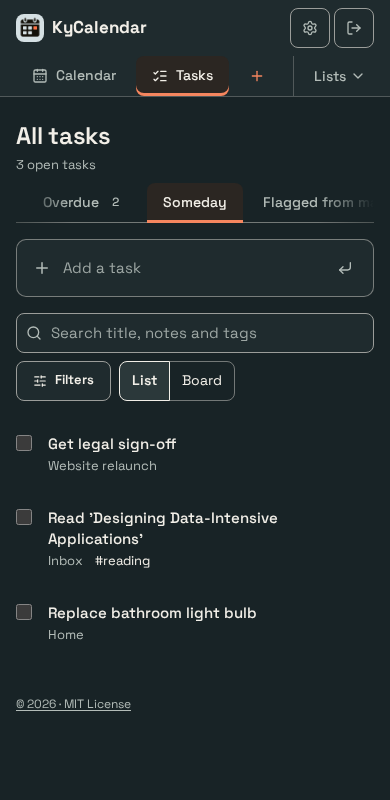 KyCalendar
Calendar
Tasks
Lists
All tasks
3 open tasks
Overdue 2
Someday
Flagged from m
Add a task
Search title, notes and tags
Filters
List
Board
Get legal sign-off
Website relaunch
Read 'Designing Data-Intensive
Applications'
Inbox #reading
Replace bathroom light bulb
Home
© 2026 · MIT License